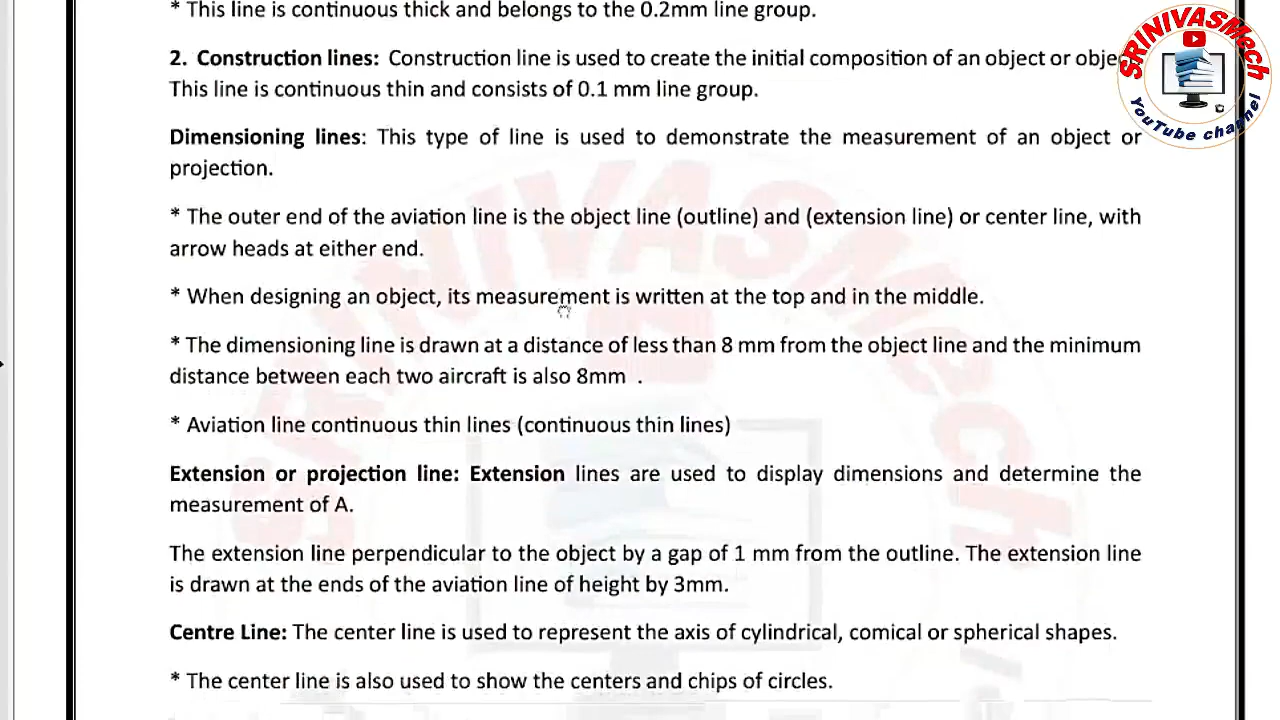 * This line is continuous thick and belongs to the 0.2mm line group.
2. Construction lines: Construction line is used to create the initial composition of an object or
This line is continuous thin and consists of 0.1 mm line group.
Dimensioning lines: This type of line is used to demonstrate the measurement of an object or
projection.
* The outer end of the aviation line is the object line (outline) and (extension line) or center line, with
arrow heads at either end.
* When designing an object, its measurement is written at the top and in the middle.
* The dimensioning line is drawn at a distance of less than 8 mm from the object line and the minimum
distance between each two aircraft is also 8mm .
* Aviation line continuous thin lines (continuous thin lines)
Extension or projection line: Extension lines are used to display dimensions and determine the
measurement of A.
The extension line perpendicular to the object by a gap of 1 mm from the outline. The extension line
is drawn at the ends of the aviation line of height by 3mm.
Centre Line: The center line is used to represent the axis of cylindrical, comical or spherical shapes.
* The center line is also used to show the centers and chips of circles.
SRINIVASMech
YouTube channel
SRINIVASMech